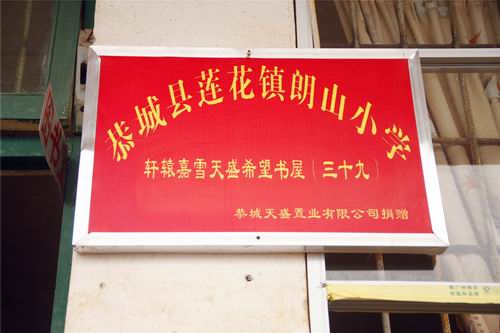 恭城县莲花镇朗山小学
轩辕嘉雪天盛希望书屋（三十九）
恭城天盛置业有限公司捐赠